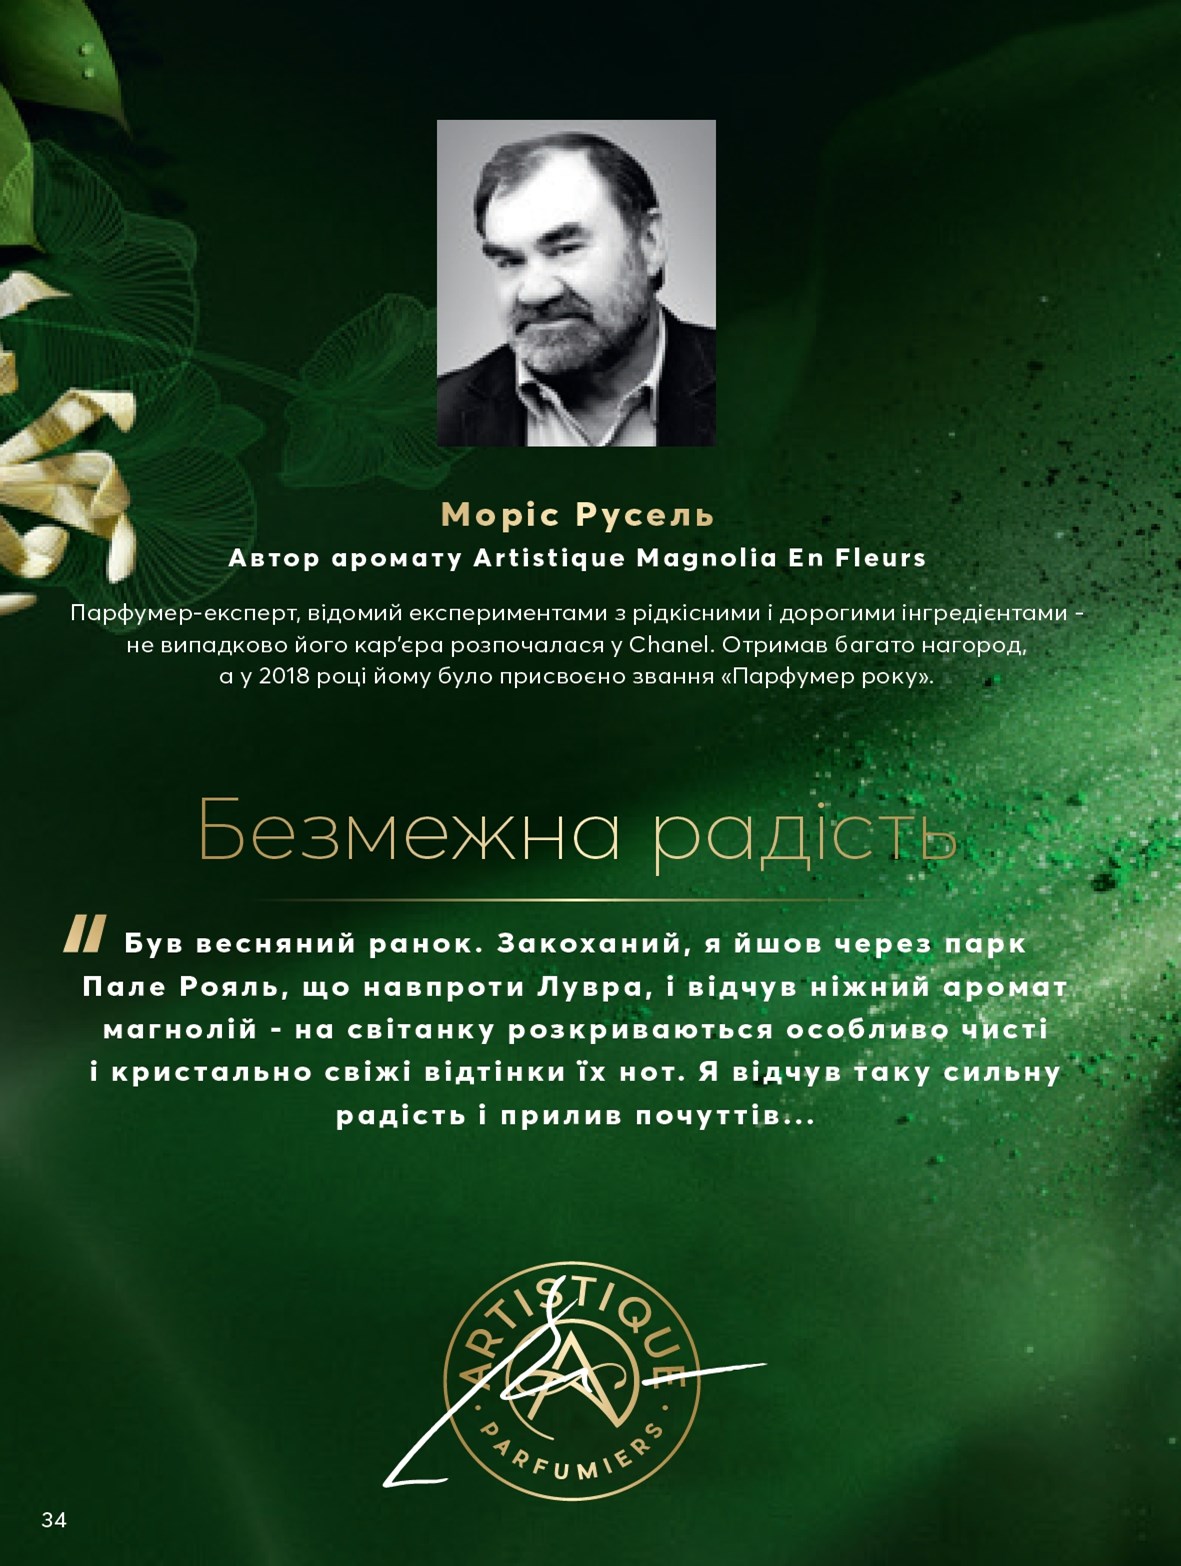 Моріс Русель
Автор аромату Artistique Magnolia En Fleurs
Парфумер-експерт, відомий експериментами з рідкісними і дорогими інгредієнтами -
не випадково його кар'єра розпочалася у Chanel. Отримав багато нагород,
а у 2018 році йому було присвоєно звання «Парфумер року».
Безмежна радість
" Був весняний ранок. Закоханий, я йшов через парк
Пале Рояль, що навпроти Лувра, і відчув ніжний аромат
магнолій - на світанку розкриваються особливо чисті
і кристально свіжі відтінки їх нот. Я відчув таку сильну
радість і прилив почуттів...
ARTISTIQUE
A
· PARFUMIERS ·
34